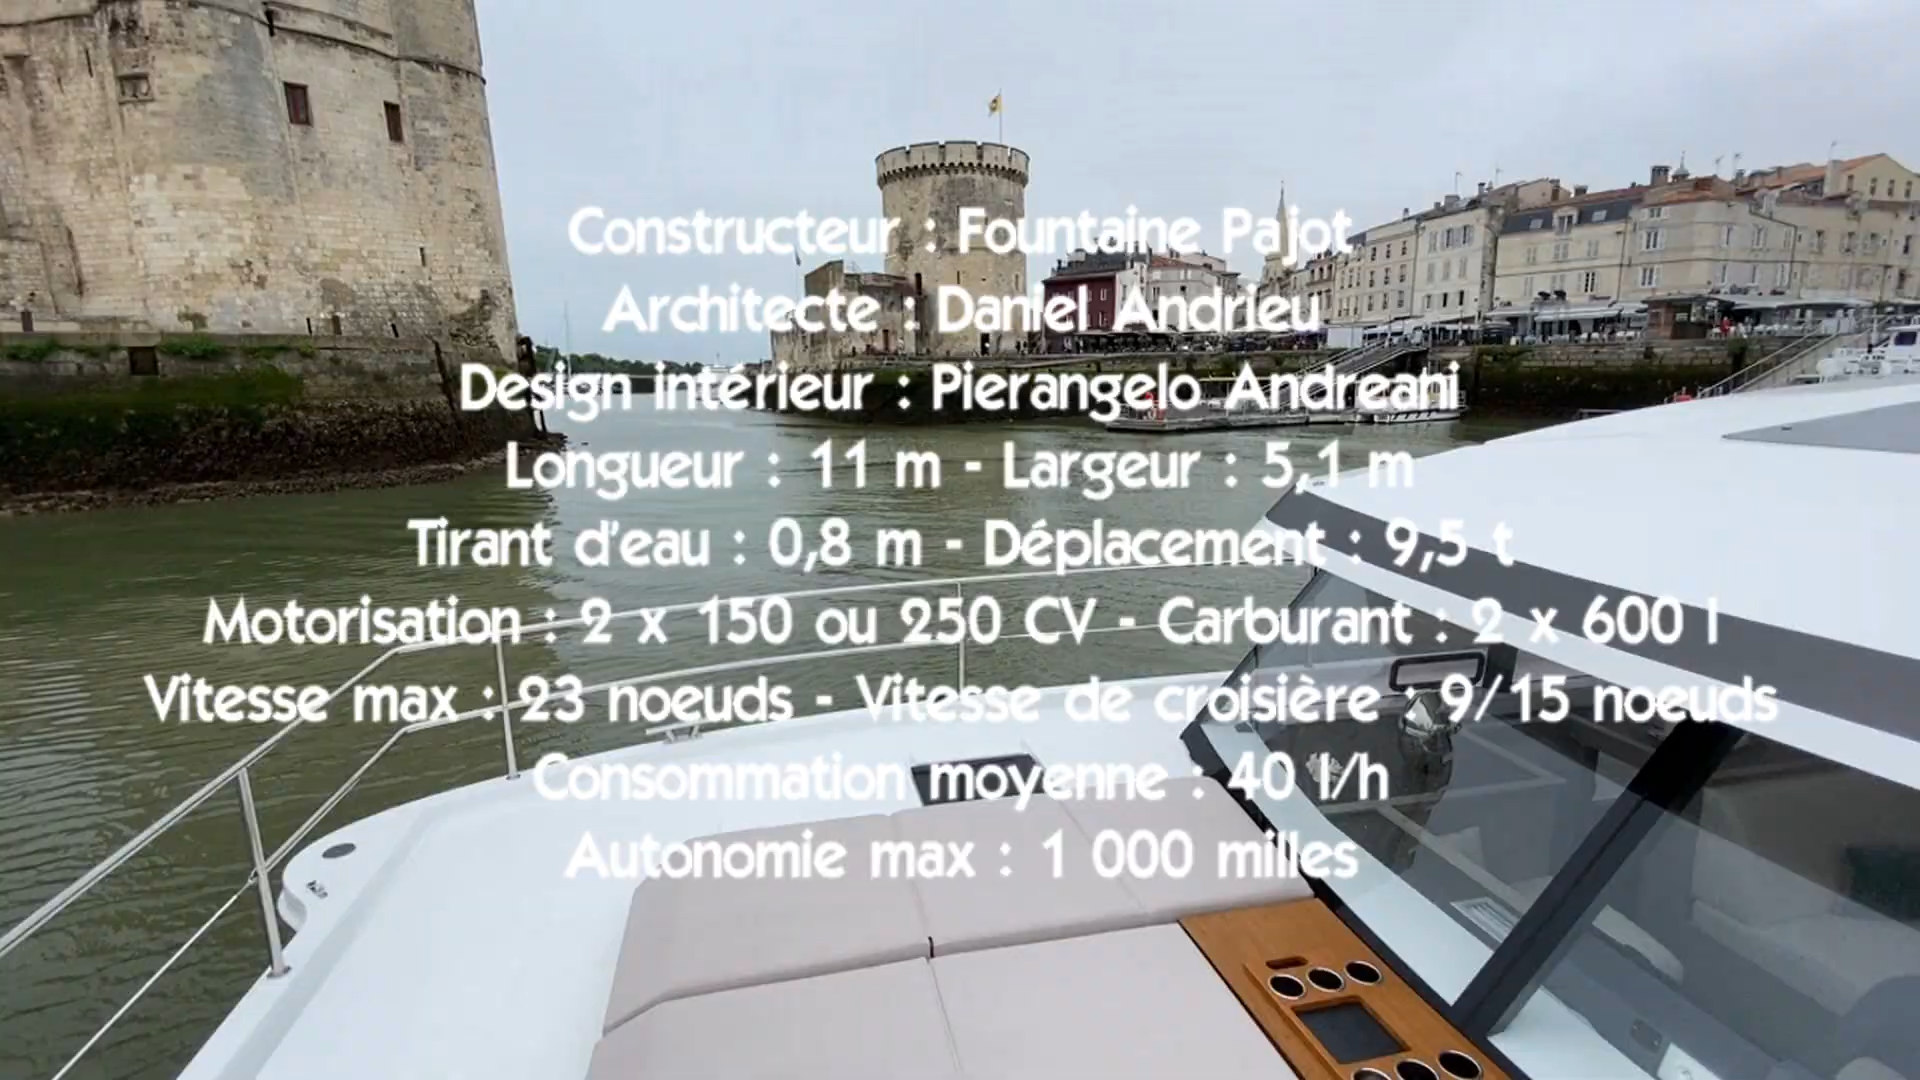 Constructeur : Fountaine Pajot
Architecte : Daniel Andrieu
Design intérieur : Pierangelo Andreani
Longueur : 11 m - Largeur : 5,1 m
Tirant d'eau : 0,8 m - Déplacement : 9,5 t
Motorisation : 2 x 150 ou 250 CV - Carburant : 2 x 600 l
Vitesse max : 23 noeuds - Vitesse de croisière : 9/15 noeuds
Consommation moyenne : 40 l/h
Autonomie max : 1 000 milles